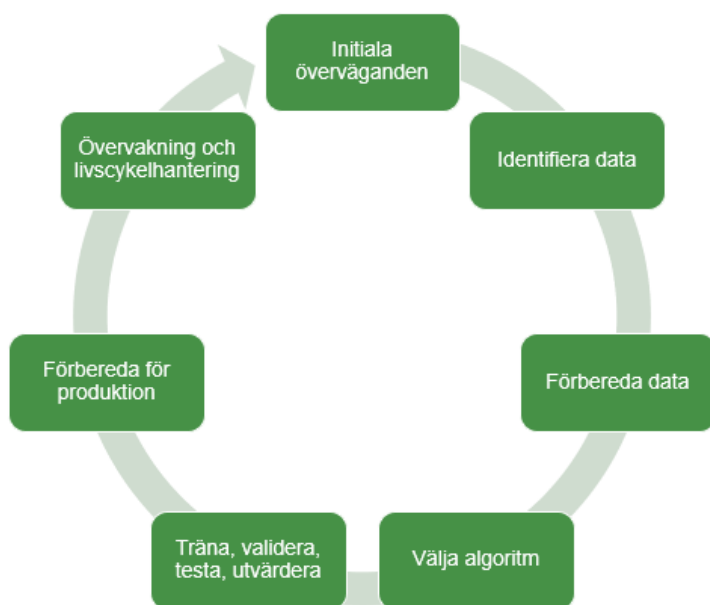 Initiala
överväganden
Identifiera data
Förbereda data
Välja algoritm
Träna, validera,
testa, utvärdera
Förbereda för
produktion
Övervakning och
livscykelhantering